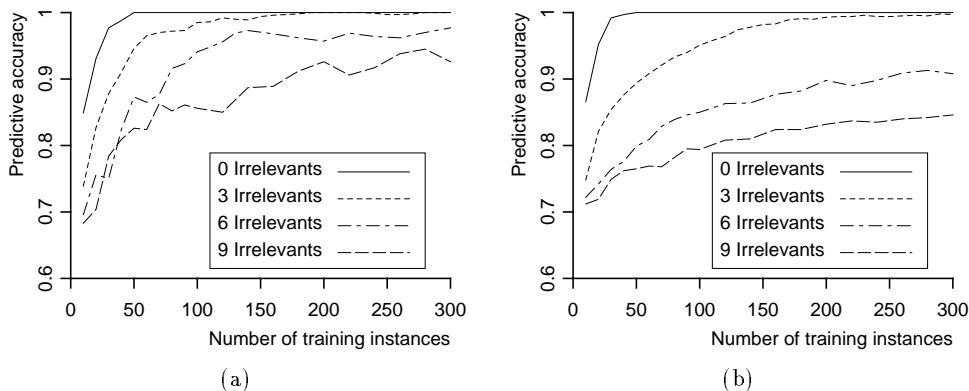 Predictive accuracy
1
0.9
0.8
0.7
0.6
0 Irrelevants
3 Irrelevants
6 Irrelevants
9 Irrelevants
0 50 100 150 200 250 300
Number of training instances
(a)
Predictive accuracy
1
0.9
0.8
0.7
0.6
0 Irrelevants
3 Irrelevants
6 Irrelevants
9 Irrelevants
0 50 100 150 200 250 300
Number of training instances
(b)